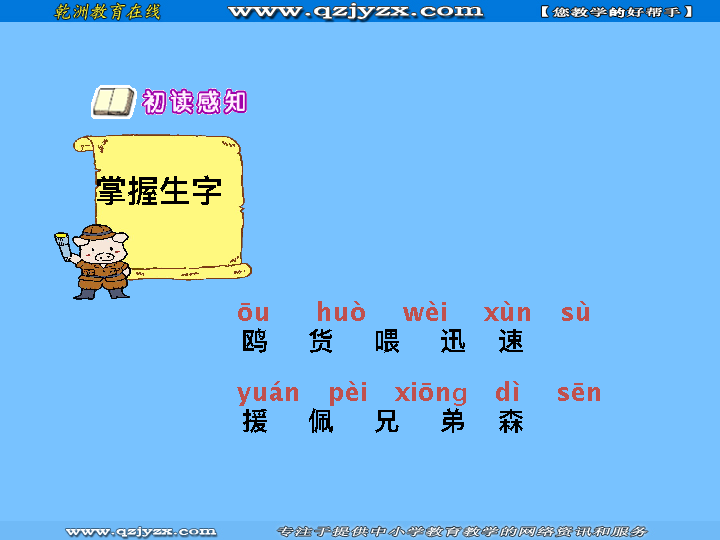 乾洲教育在线 www.qzjyzx.com 【您教学的好帮手】
初读感知
掌握生字
ōu huò wèi xùn sù
鸥 货 喂 迅 速
yuán pèi xiōng dì sēn
援 佩 兄 弟 森
www.qzjyzx.com 专注于提供中小学教育教学的网络资讯和服务